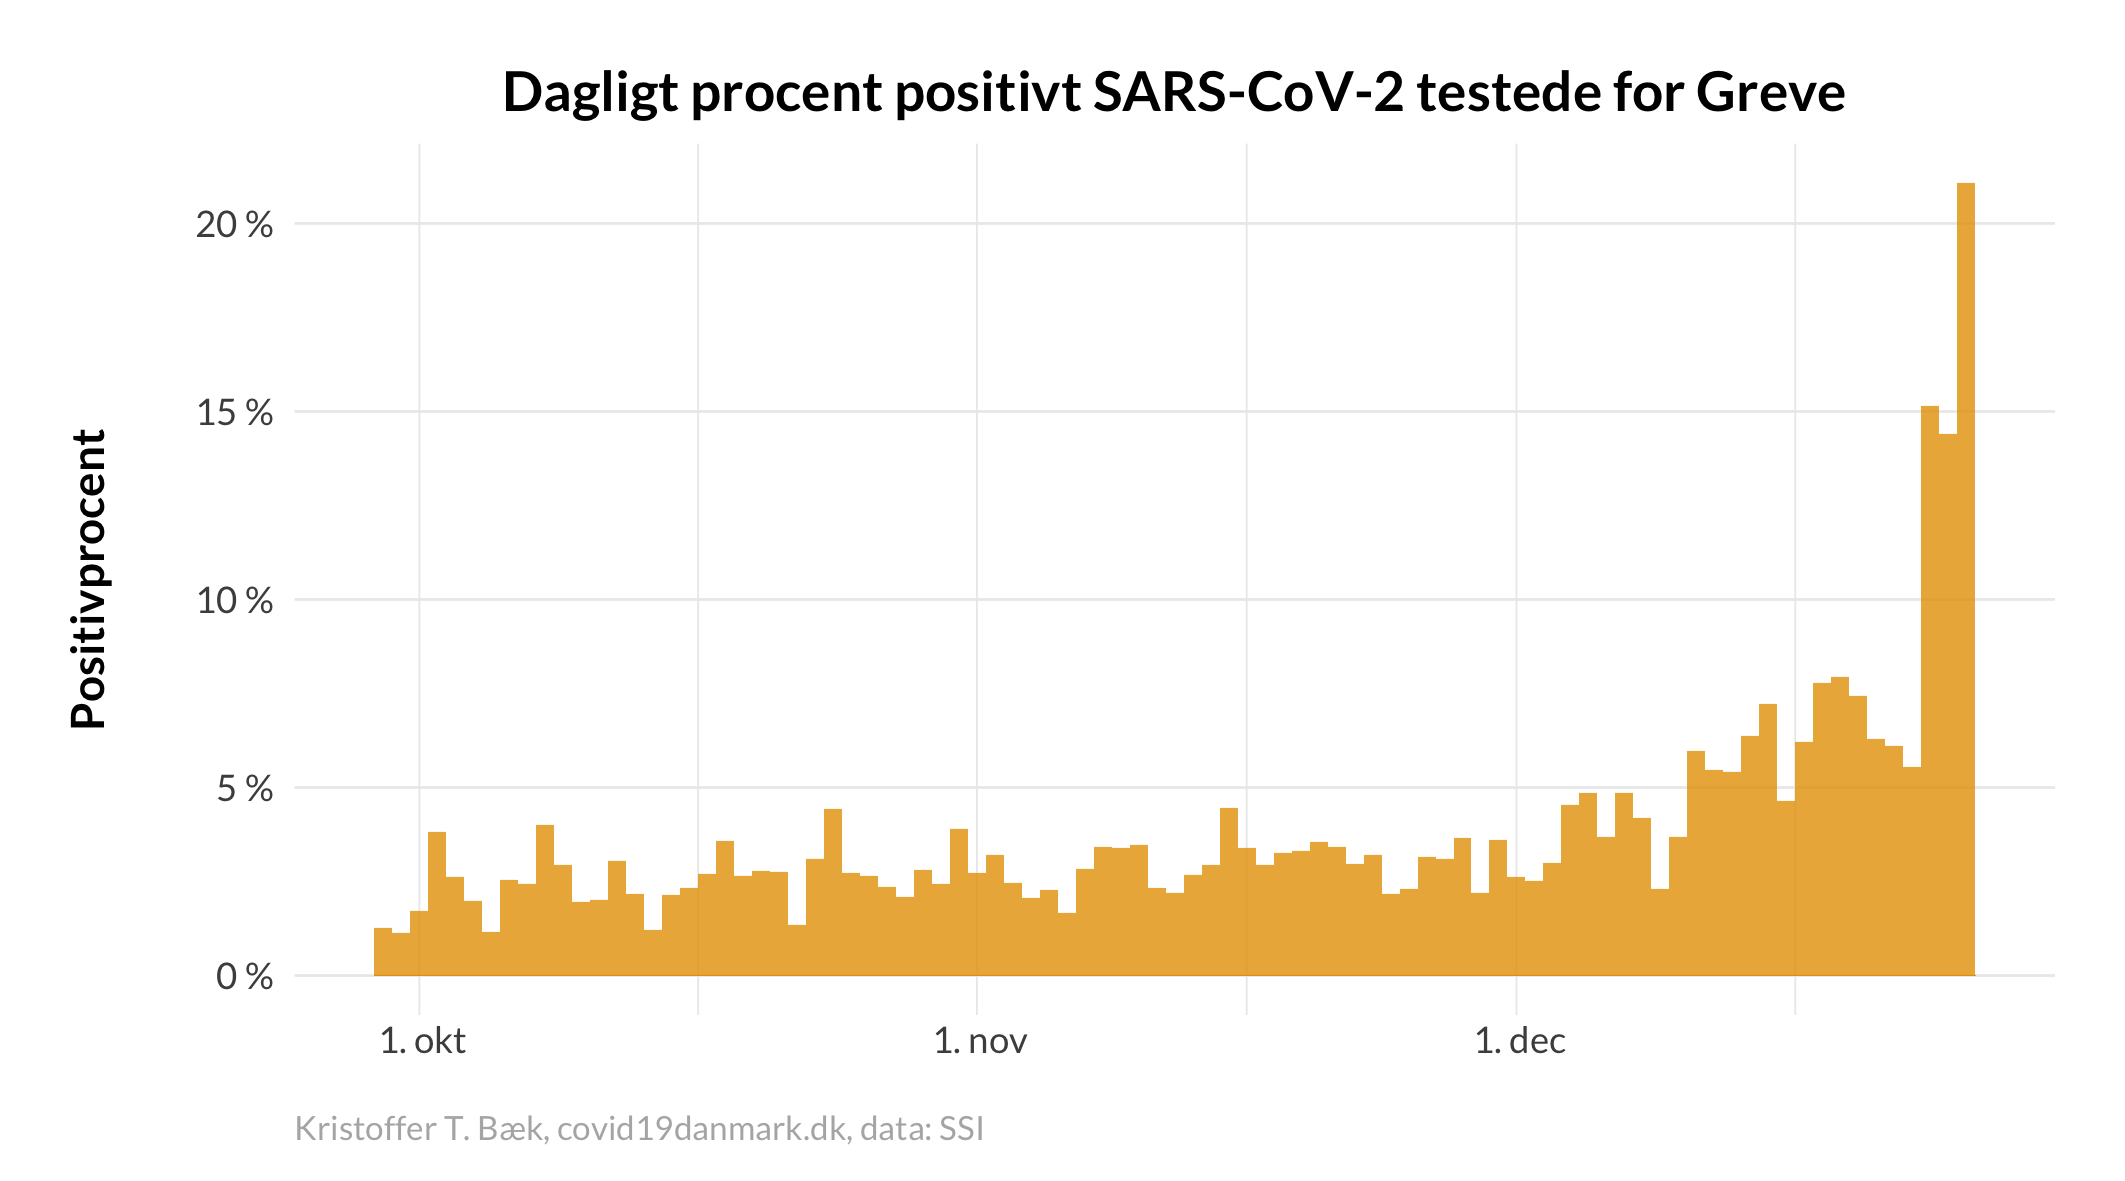 Dagligt procent positivt SARS-CoV-2 testede for Greve
Positivprocent
20 %
15 %
10 %
5 %
0 %
1. okt
1. nov
1. dec
Kristoffer T. Bæk, covid19danmark.dk, data: SSI